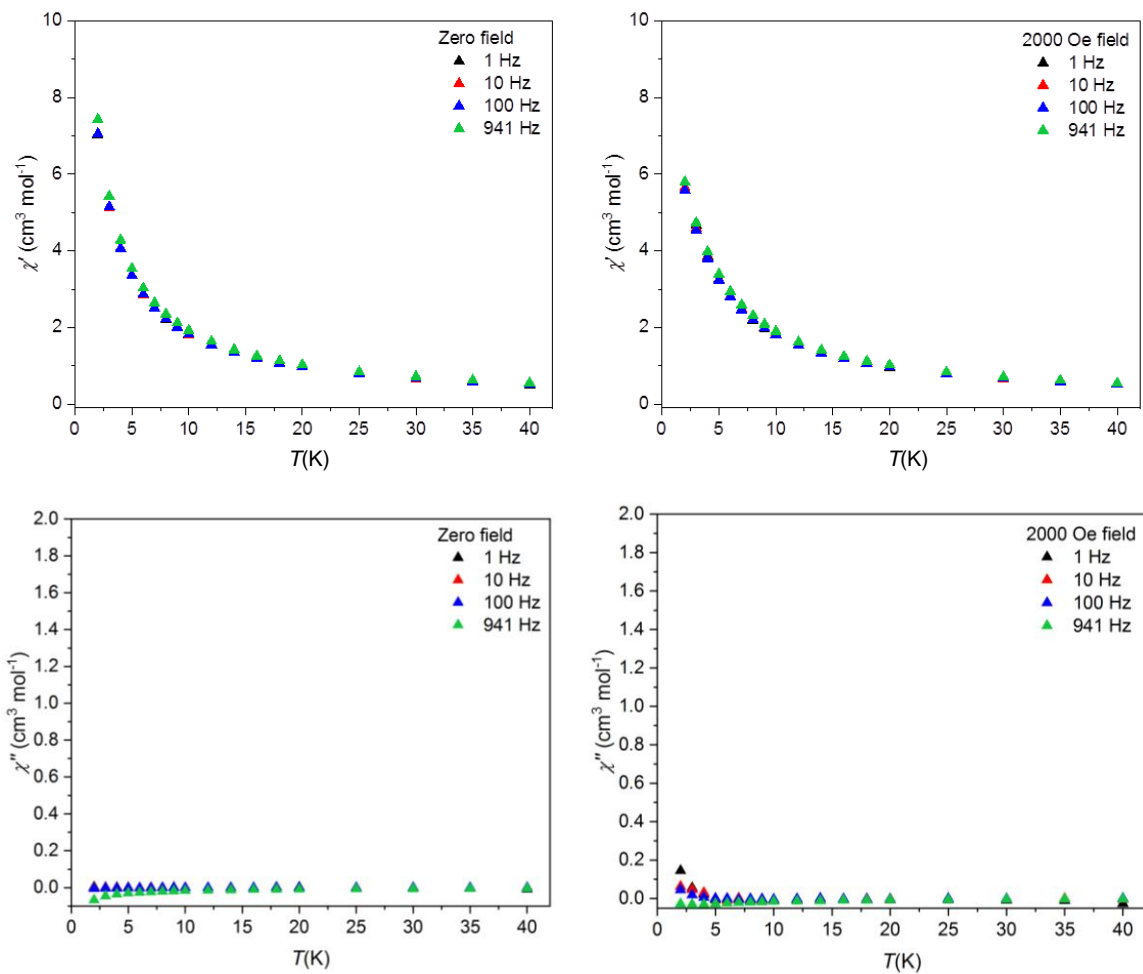 Zero field
1 Hz
10 Hz
100 Hz
941 Hz
χ' (cm³ mol⁻¹)
10
8
6
4
2
0
0 5 10 15 20 25 30 35 40
T(K)
2000 Oe field
1 Hz
10 Hz
100 Hz
941 Hz
χ' (cm³ mol⁻¹)
10
8
6
4
2
0
0 5 10 15 20 25 30 35 40
T(K)
Zero field
1 Hz
10 Hz
100 Hz
941 Hz
χ'' (cm³ mol⁻¹)
2.0
1.8
1.6
1.4
1.2
1.0
0.8
0.6
0.4
0.2
0.0
0 5 10 15 20 25 30 35 40
T(K)
2000 Oe field
1 Hz
10 Hz
100 Hz
941 Hz
χ'' (cm³ mol⁻¹)
2.0
1.8
1.6
1.4
1.2
1.0
0.8
0.6
0.4
0.2
0.0
0 5 10 15 20 25 30 35 40
T(K)